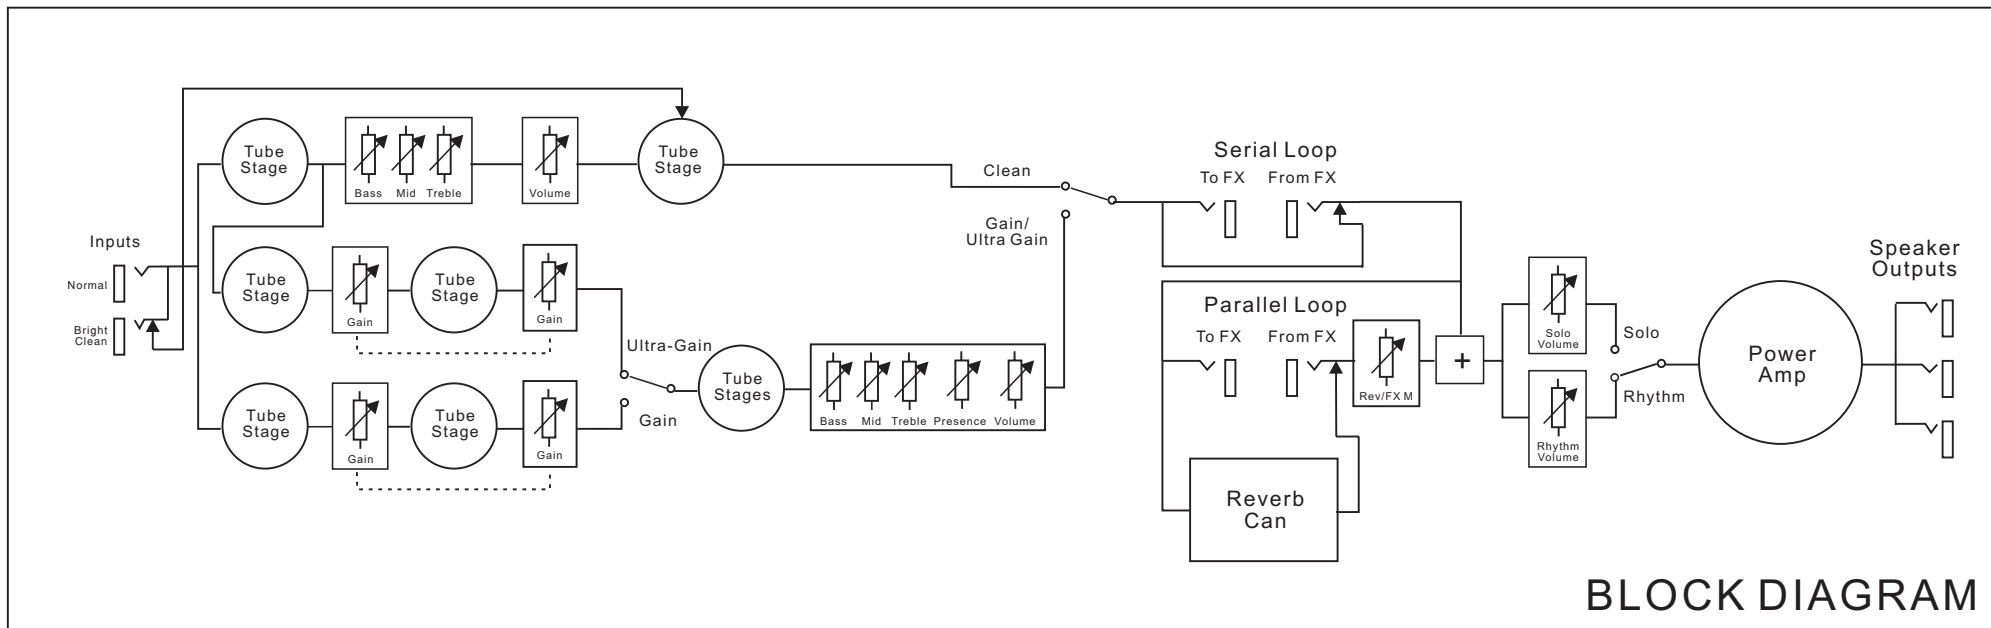 Inputs
Normal
Bright
Clean
Tube
Stage
Bass Mid Treble
Volume
Tube
Stage
Tube
Stage
Gain
Tube
Stage
Gain
Tube
Stage
Gain
Tube
Stage
Gain
Ultra-Gain
Gain
Tube
Stages
Bass Mid Treble Presence Volume
Clean
Gain/
Ultra Gain
Serial Loop
To FX From FX
Parallel Loop
To FX From FX
Rev/FX M
Reverb
Can
+
Solo
Volume
Rhythm
Volume
Solo
Rhythm
Power
Amp
Speaker
Outputs
BLOCK DIAGRAM